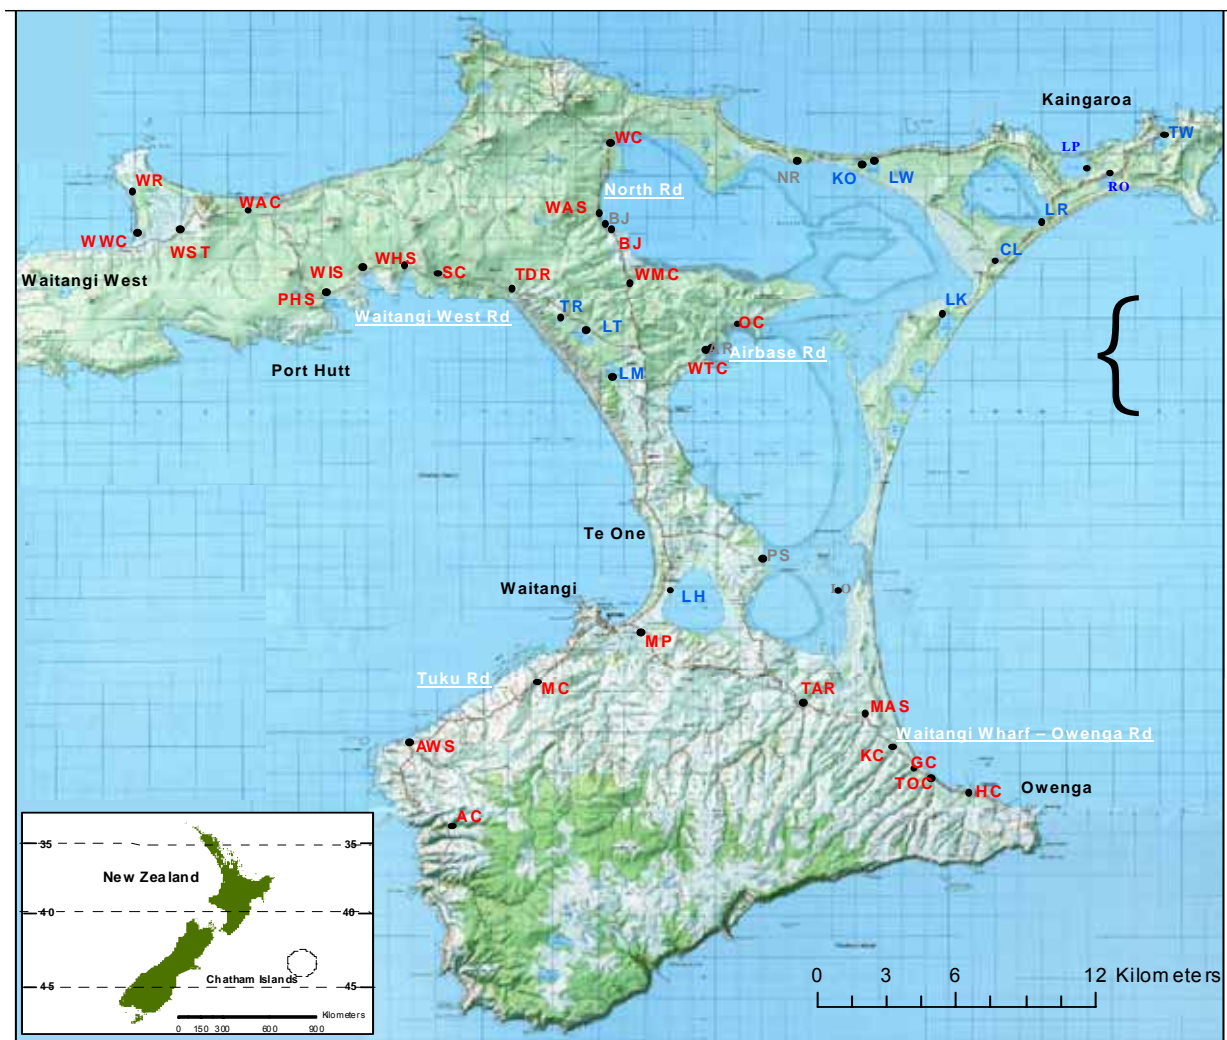 Kaingaroa
TW
WC
LP
NR
KO
LW
RO
WR
North Rd
WAC
WAS
BJ
LR
WWC
WST
BJ
CL
Waitangi West
WIS
WHS
SC
TDR
WMC
PHS
Waitangi West Rd
TR
LT
OC
LK
AR
Airbase Rd
Port Hutt
WTC
LM
{
Te One
PS
Waitangi
LH
LO
MP
Tuku Rd
MC
TAR
MAS
Waitangi Wharf – Owenga Rd
AWS
KC
GC
TOC
HC
Owenga
AC
35
35
New Zealand
40
40
Chatham Islands
45
45
Kilometers
0 150 300 600 900
0 3 6 12 Kilometers